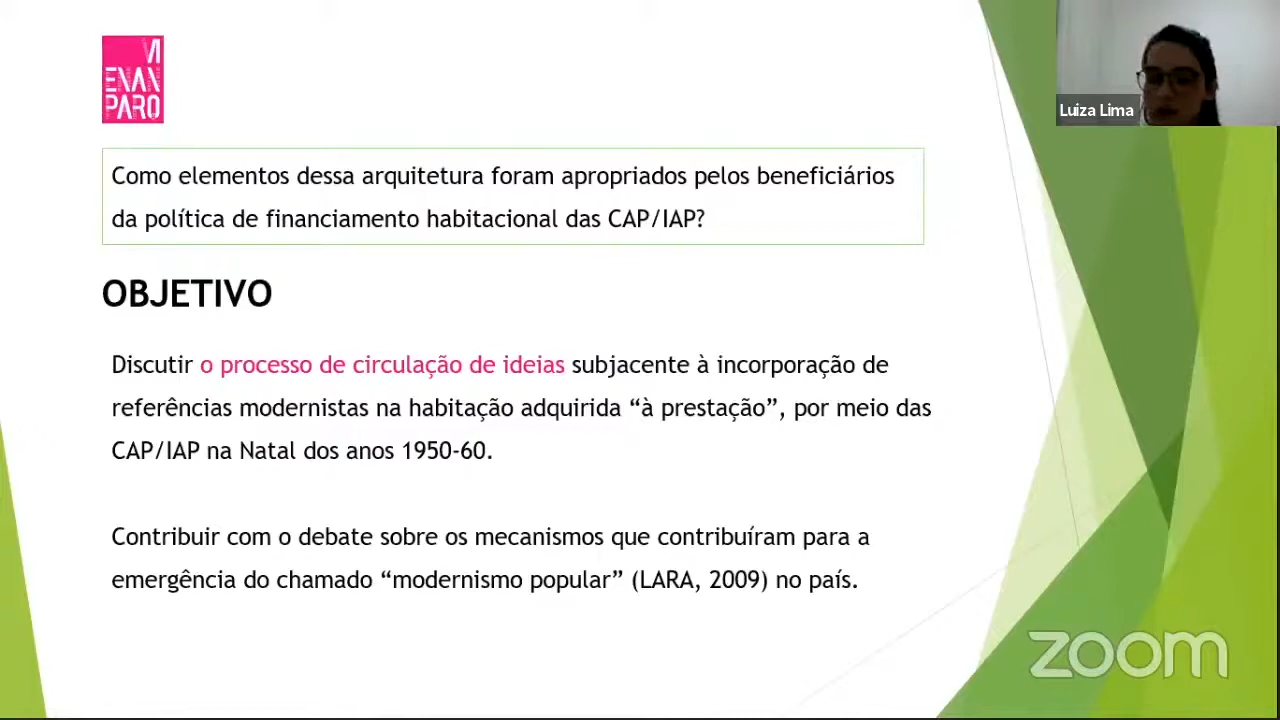 VI
ENAN
PARQ
Luiza Lima
Como elementos dessa arquitetura foram apropriados pelos beneficiários
da política de financiamento habitacional das CAP/IAP?
OBJETIVO
Discutir o processo de circulação de ideias subjacente à incorporação de
referências modernistas na habitação adquirida “à prestação”, por meio das
CAP/IAP na Natal dos anos 1950-60.
Contribuir com o debate sobre os mecanismos que contribuíram para a
emergência do chamado “modernismo popular” (LARA, 2009) no país.
zoom